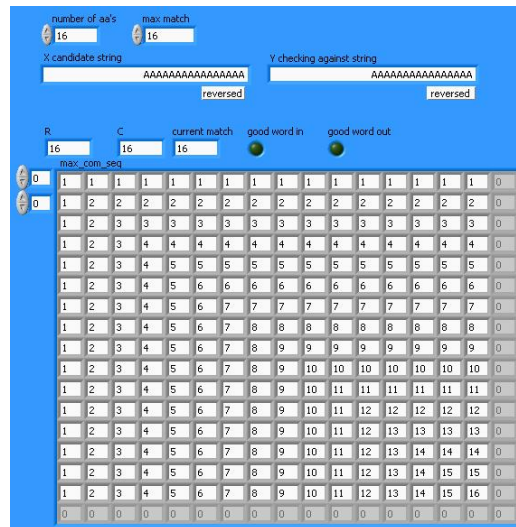 number of aa's max match
16 16
X candidate string Y checking against string
AAAAAAAAAAAAAAAA AAAAAAAAAAAAAAAA
reversed reversed
R C current match good word in good word out
16 16 16
max_com_seq
0 1 1 1 1 1 1 1 1 1 1 1 1 1 1 1 1 0
0 1 2 2 2 2 2 2 2 2 2 2 2 2 2 2 2 0
1 2 3 3 3 3 3 3 3 3 3 3 3 3 3 3 0
1 2 3 4 4 4 4 4 4 4 4 4 4 4 4 4 0
1 2 3 4 5 5 5 5 5 5 5 5 5 5 5 5 0
1 2 3 4 5 6 6 6 6 6 6 6 6 6 6 6 0
1 2 3 4 5 6 7 7 7 7 7 7 7 7 7 7 0
1 2 3 4 5 6 7 8 8 8 8 8 8 8 8 8 0
1 2 3 4 5 6 7 8 9 9 9 9 9 9 9 9 0
1 2 3 4 5 6 7 8 9 10 10 10 10 10 10 10 0
1 2 3 4 5 6 7 8 9 10 11 11 11 11 11 11 0
1 2 3 4 5 6 7 8 9 10 11 12 12 12 12 12 0
1 2 3 4 5 6 7 8 9 10 11 12 13 13 13 13 0
1 2 3 4 5 6 7 8 9 10 11 12 13 14 14 14 0
1 2 3 4 5 6 7 8 9 10 11 12 13 14 15 15 0
1 2 3 4 5 6 7 8 9 10 11 12 13 14 15 16 0
0 0 0 0 0 0 0 0 0 0 0 0 0 0 0 0 0